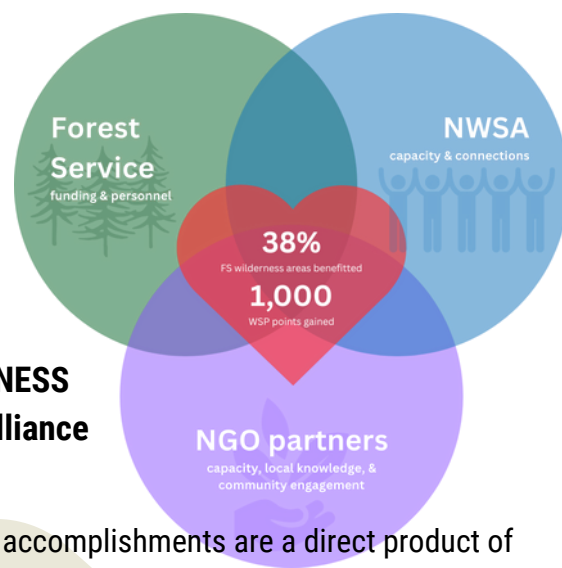 Forest
Service
funding & personnel
NWSA
capacity & connections
38%
FS wilderness areas benefitted
1,000
WSP points gained
NESS
lliance
NGO partners
capacity, local knowledge, &
community engagement
accomplishments are a direct product of